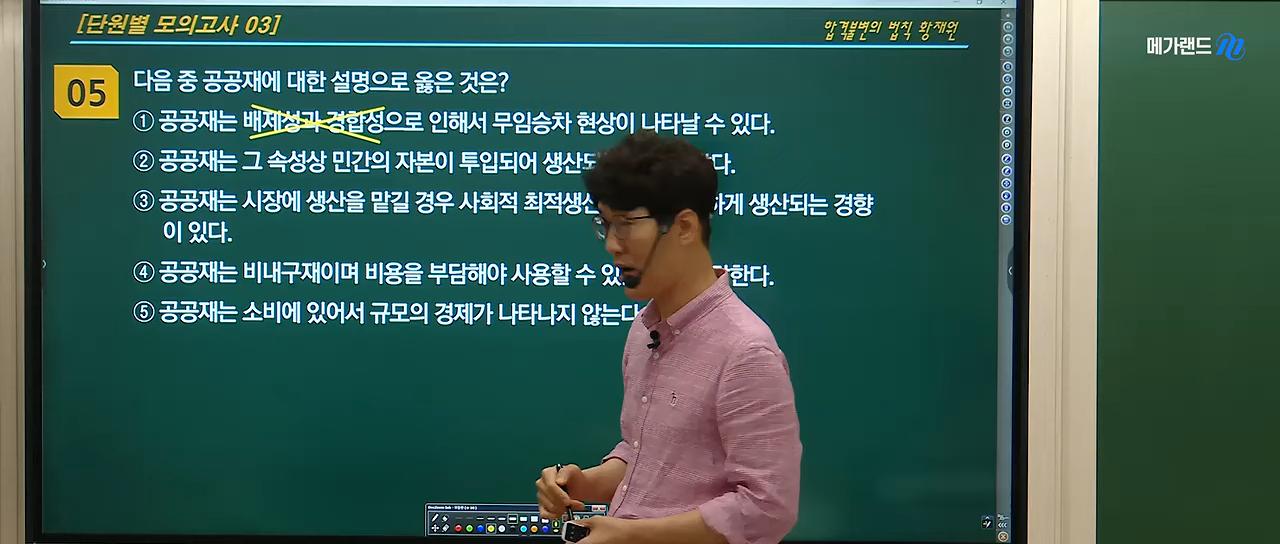 [단원별 모의고사 03]
합격불변의 법칙 황재원
메가랜드
05
다음 중 공공재에 대한 설명으로 옳은 것은?
① 공공재는 배제성과 경합성으로 인해서 무임승차 현상이 나타날 수 있다.
② 공공재는 그 속성상 민간의 자본이 투입되어 생산되 다.
③ 공공재는 시장에 생산을 맡길 경우 사회적 최적생산 하게 생산되는 경향
이 있다.
④ 공공재는 비내구재이며 비용을 부담해야 사용할 수 있 한다.
⑤ 공공재는 소비에 있어서 규모의 경제가 나타나지 않는다